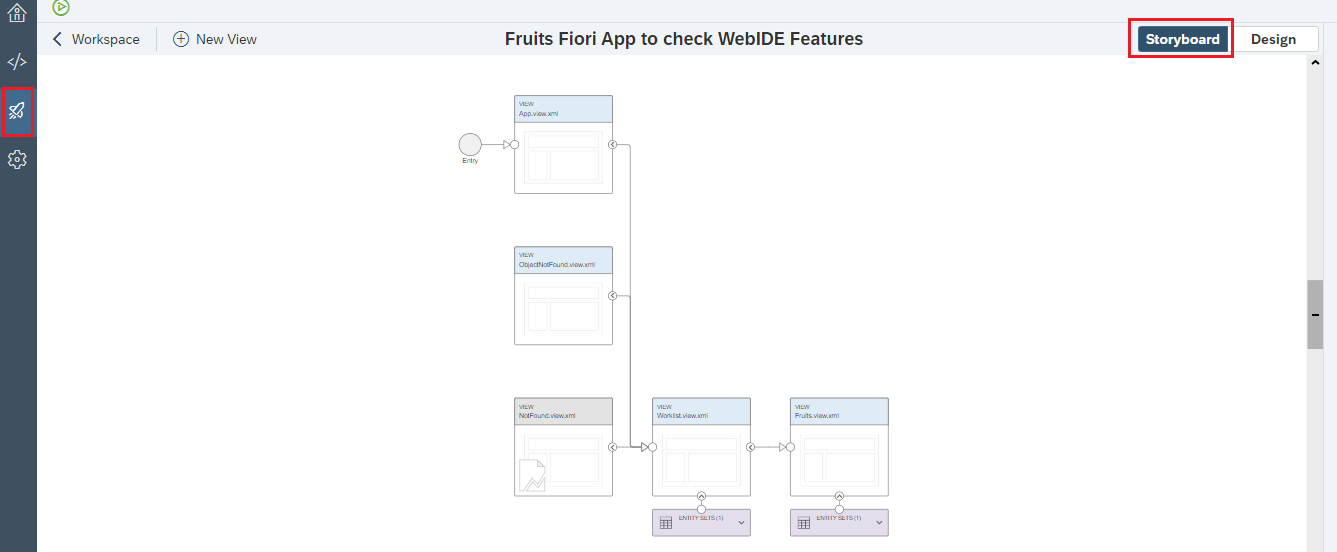 Workspace
New View
Fruits Fiori App to check WebIDE Features
Storyboard
Design
VIEW
App.view.xml
Entry
VIEW
ObjectNotFound.view.xml
VIEW
NotFound.view.xml
VIEW
Worklist.view.xml
VIEW
Fruits.view.xml
ENTITY SETS (1)
ENTITY SETS (1)